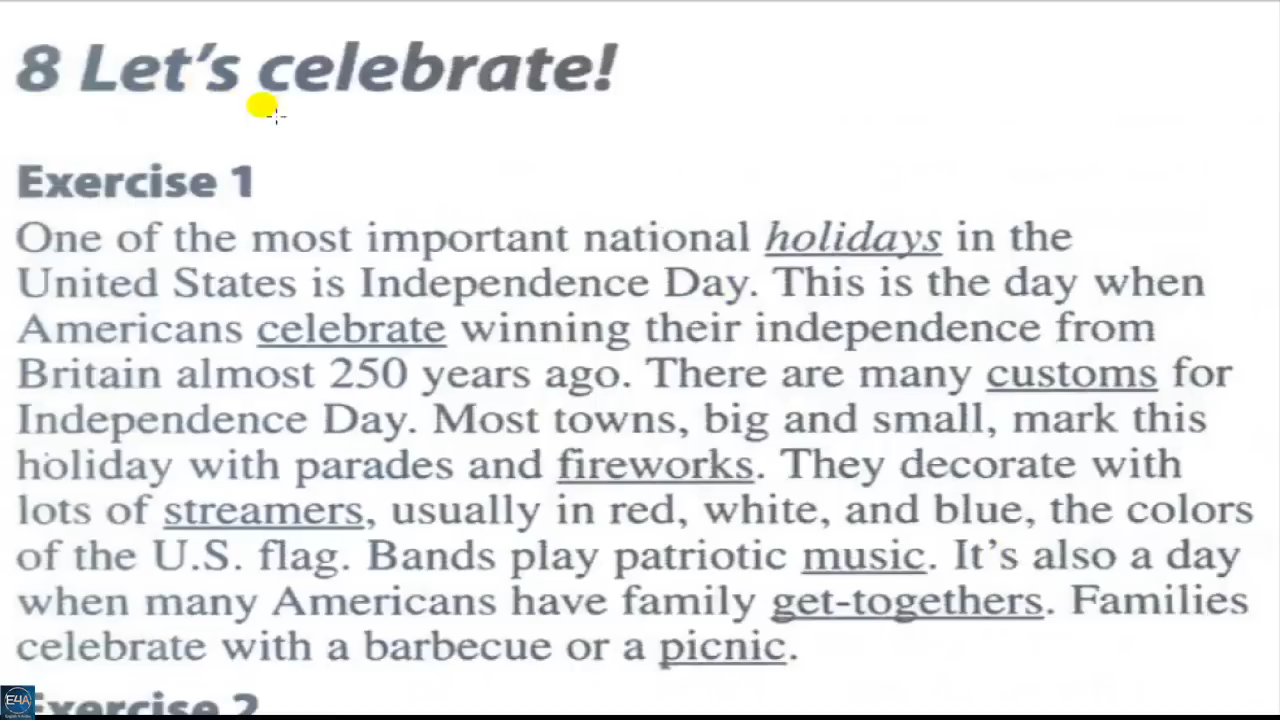 8 Let's celebrate!
Exercise 1
One of the most important national holidays in the
United States is Independence Day. This is the day when
Americans celebrate winning their independence from
Britain almost 250 years ago. There are many customs for
Independence Day. Most towns, big and small, mark this
holiday with parades and fireworks. They decorate with
lots of streamers, usually in red, white, and blue, the colors
of the U.S. flag. Bands play patriotic music. It's also a day
when many Americans have family get-togethers. Families
celebrate with a barbecue or a picnic.
Exercise 2
E4A